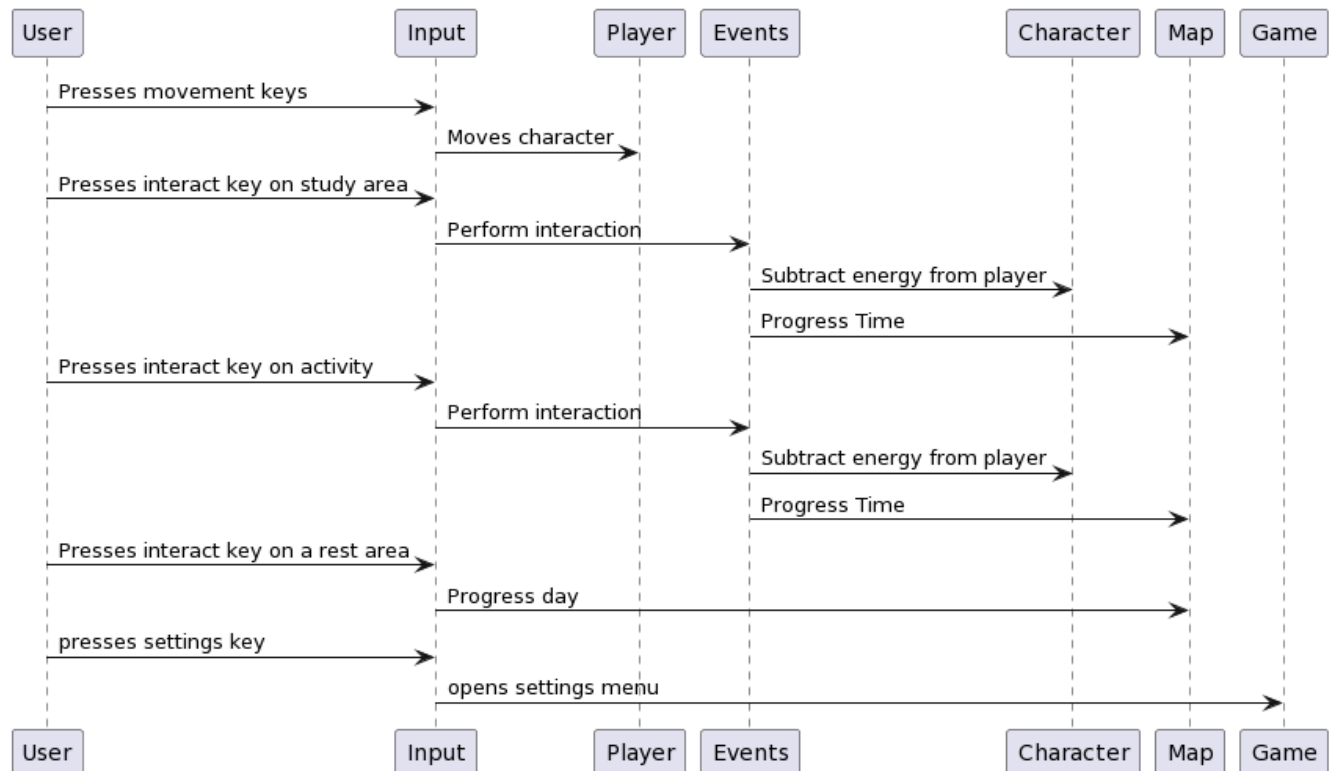 User Input Player Events Character Map Game
Presses movement keys
Moves character
Presses interact key on study area
Perform interaction
Subtract energy from player
Progress Time
Presses interact key on activity
Perform interaction
Subtract energy from player
Progress Time
Presses interact key on a rest area
Progress day
presses settings key
opens settings menu
User Input Player Events Character Map Game